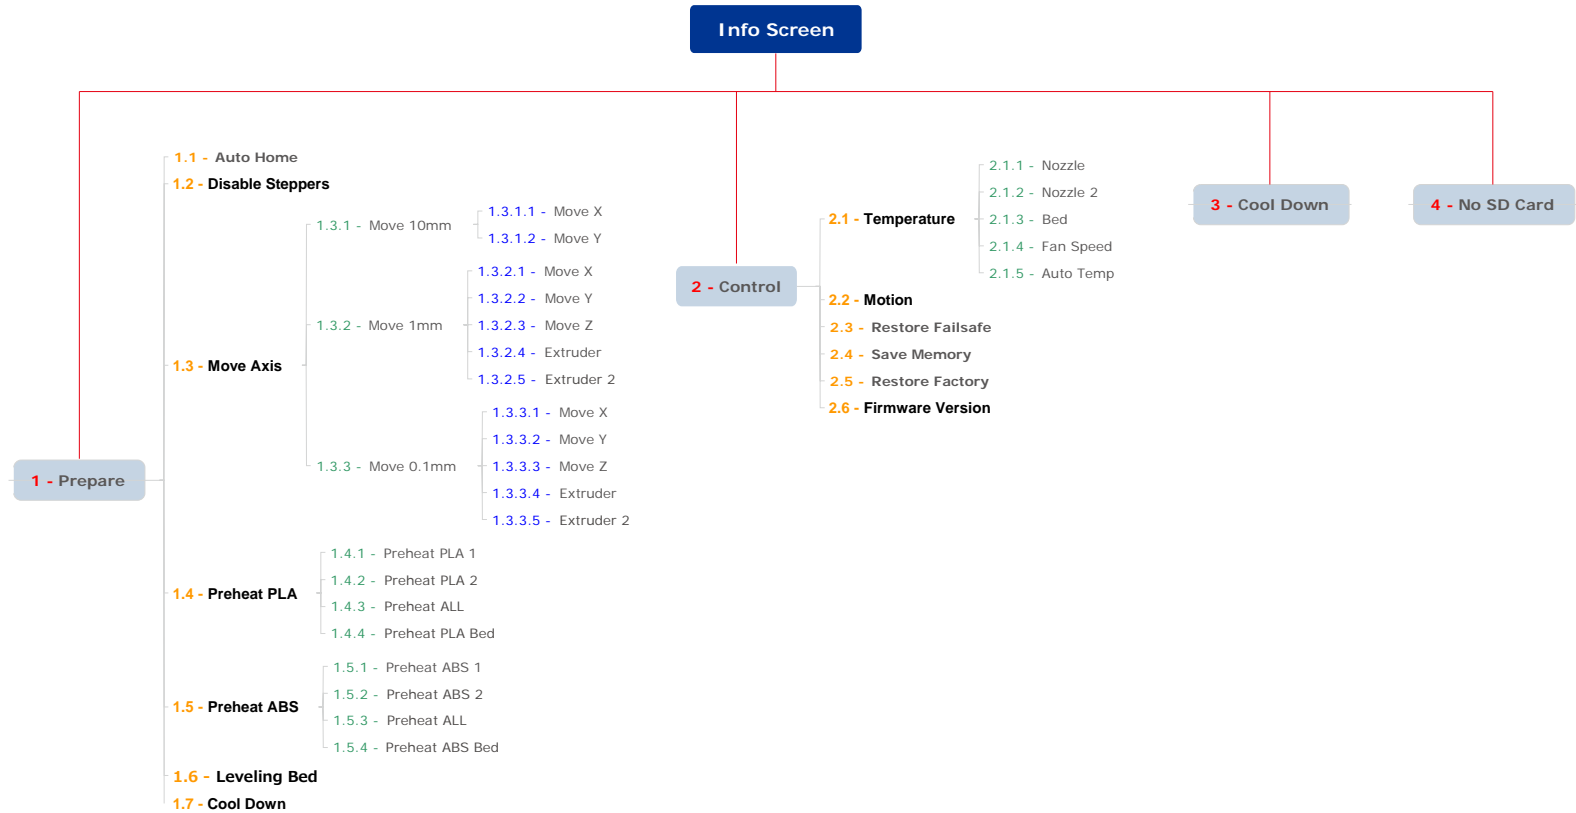 Info Screen
1 - Prepare
1.1 - Auto Home
1.2 - Disable Steppers
1.3 - Move Axis
1.3.1 - Move 10mm
1.3.1.1 - Move X
1.3.1.2 - Move Y
1.3.2 - Move 1mm
1.3.2.1 - Move X
1.3.2.2 - Move Y
1.3.2.3 - Move Z
1.3.2.4 - Extruder
1.3.2.5 - Extruder 2
1.3.3 - Move 0.1mm
1.3.3.1 - Move X
1.3.3.2 - Move Y
1.3.3.3 - Move Z
1.3.3.4 - Extruder
1.3.3.5 - Extruder 2
1.4 - Preheat PLA
1.4.1 - Preheat PLA 1
1.4.2 - Preheat PLA 2
1.4.3 - Preheat ALL
1.4.4 - Preheat PLA Bed
1.5 - Preheat ABS
1.5.1 - Preheat ABS 1
1.5.2 - Preheat ABS 2
1.5.3 - Preheat ALL
1.5.4 - Preheat ABS Bed
1.6 - Leveling Bed
1.7 - Cool Down
2 - Control
2.1 - Temperature
2.1.1 - Nozzle
2.1.2 - Nozzle 2
2.1.3 - Bed
2.1.4 - Fan Speed
2.1.5 - Auto Temp
2.2 - Motion
2.3 - Restore Failsafe
2.4 - Save Memory
2.5 - Restore Factory
2.6 - Firmware Version
3 - Cool Down
4 - No SD Card